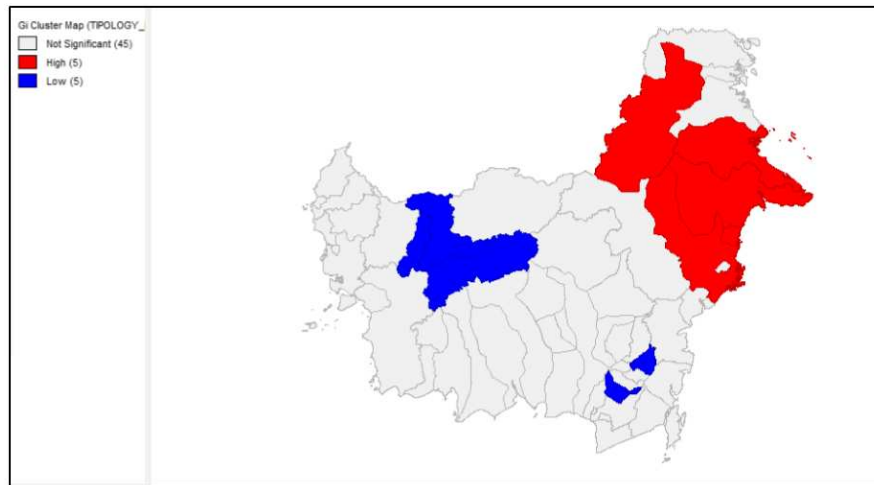 Gi Cluster Map (TIPOLOGY_
Not Significant (45)
High (5)
Low (5)